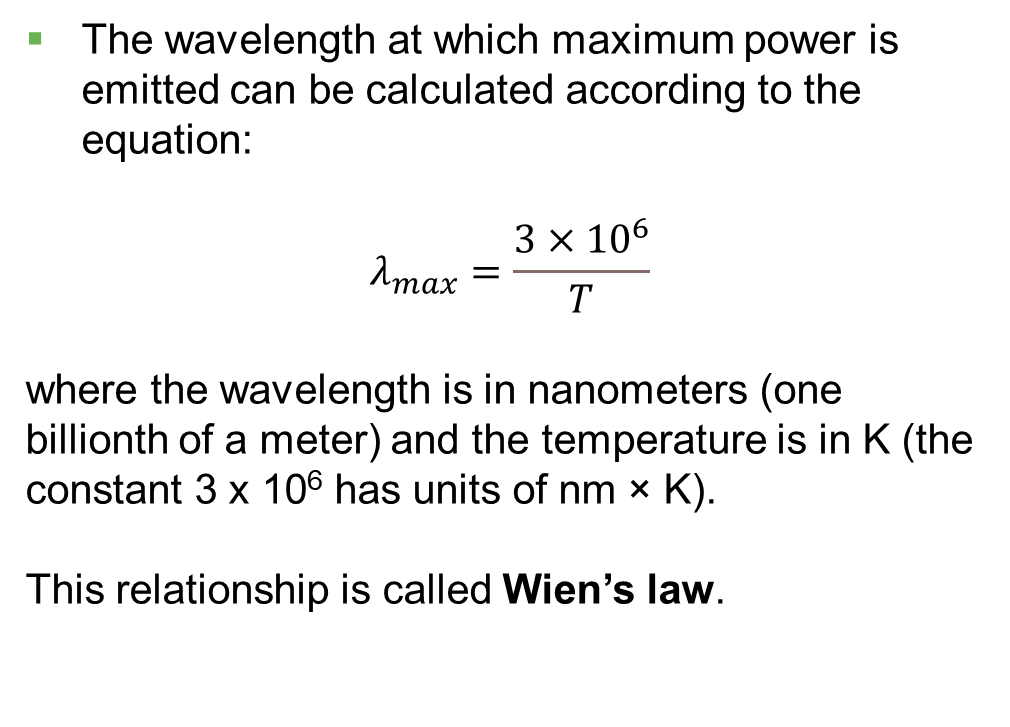 ▪ The wavelength at which maximum power is
emitted can be calculated according to the
equation:
λ_max = (3 × 10⁶) / T
where the wavelength is in nanometers (one
billionth of a meter) and the temperature is in K (the
constant 3 x 10⁶ has units of nm × K).
This relationship is called Wien’s law.